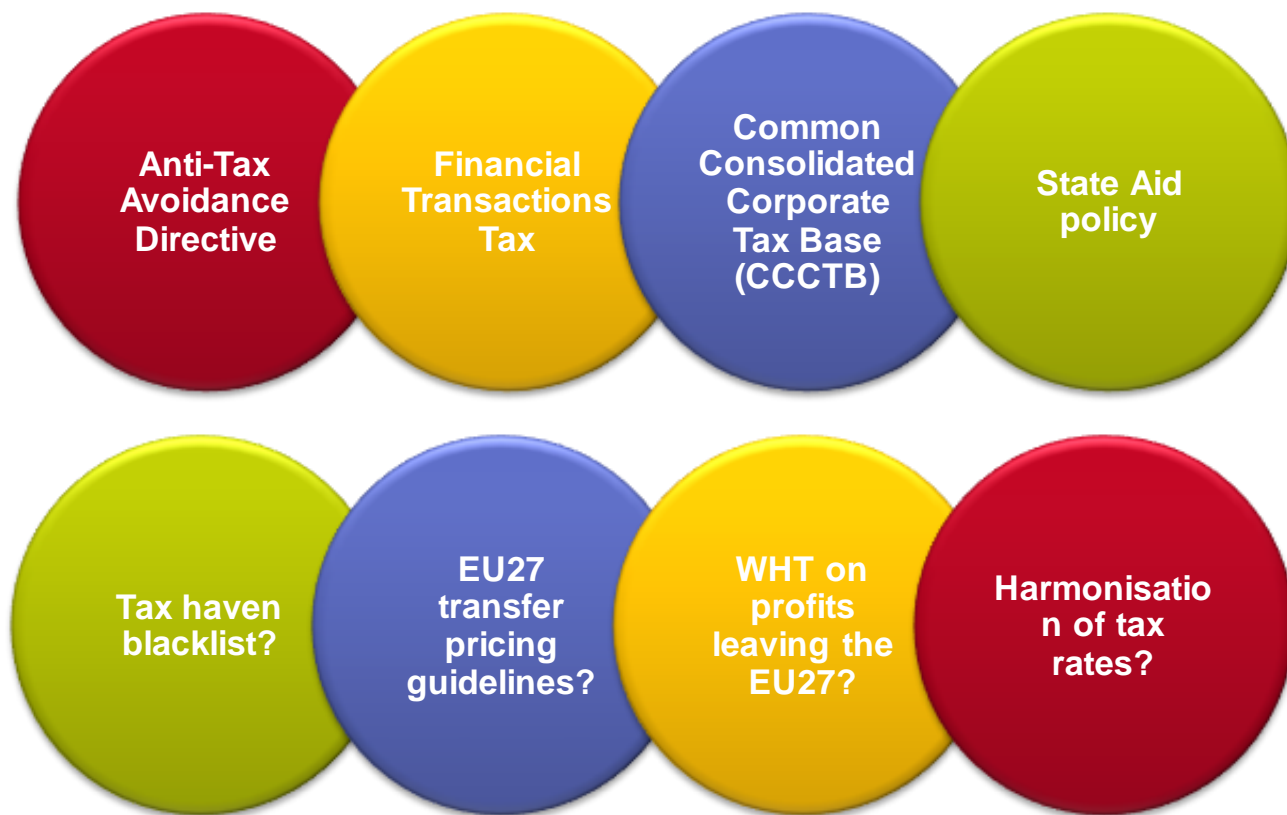 Anti-Tax
Avoidance
Directive
Financial
Transactions
Tax
Common
Consolidated
Corporate
Tax Base
(CCCTB)
State Aid
policy
Tax haven
blacklist?
EU27
transfer
pricing
guidelines?
WHT on
profits
leaving the
EU27?
Harmonisatio
n of tax
rates?